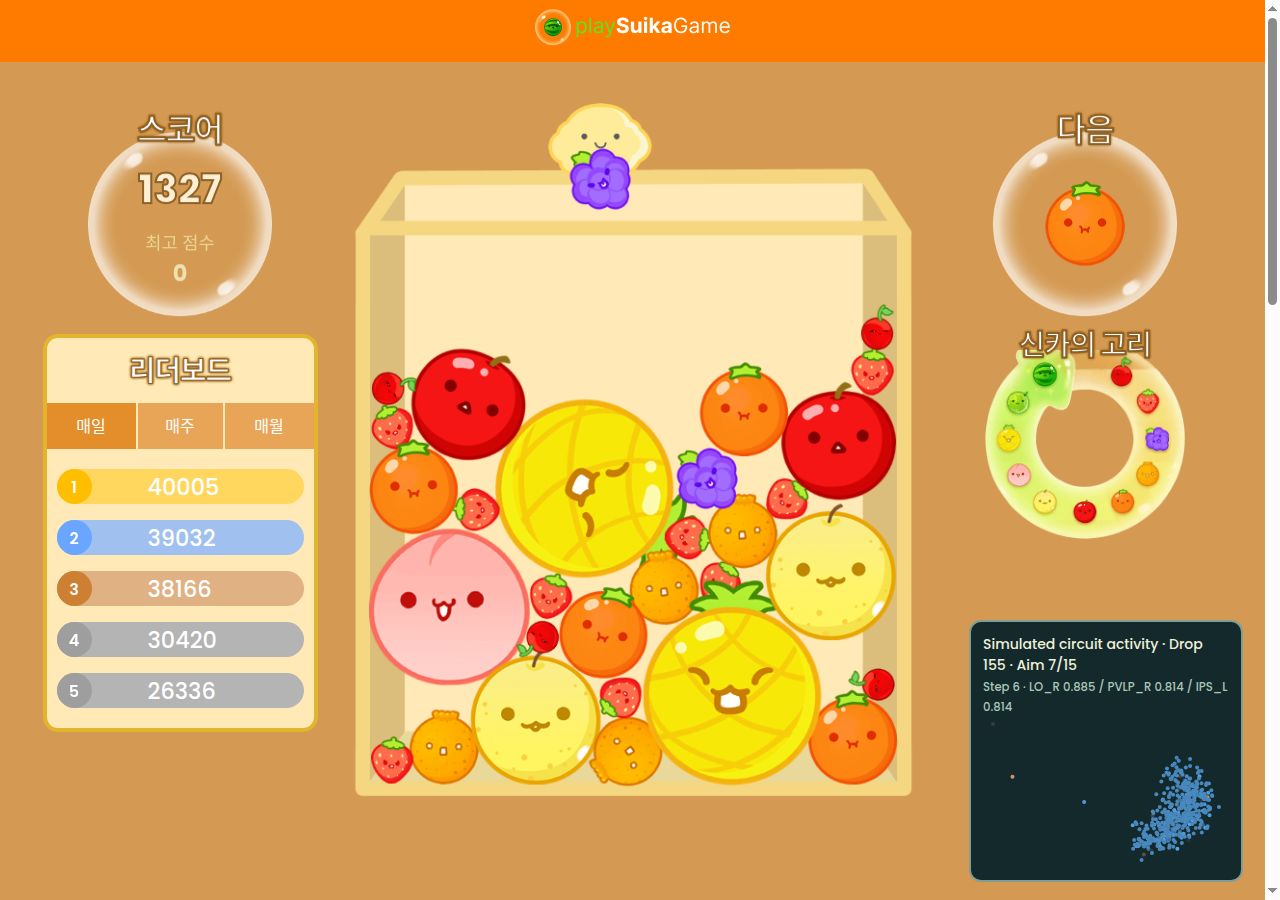 playSuikaGame
스코어
1327
최고 점수
0
다음
신카의 고리
리더보드
매일 매주 매월
1 40005
2 39032
3 38166
4 30420
5 26336
Simulated circuit activity · Drop
155 · Aim 7/15
Step 6 · LO_R 0.885 / PVLP_R 0.814 / IPS_L
0.814